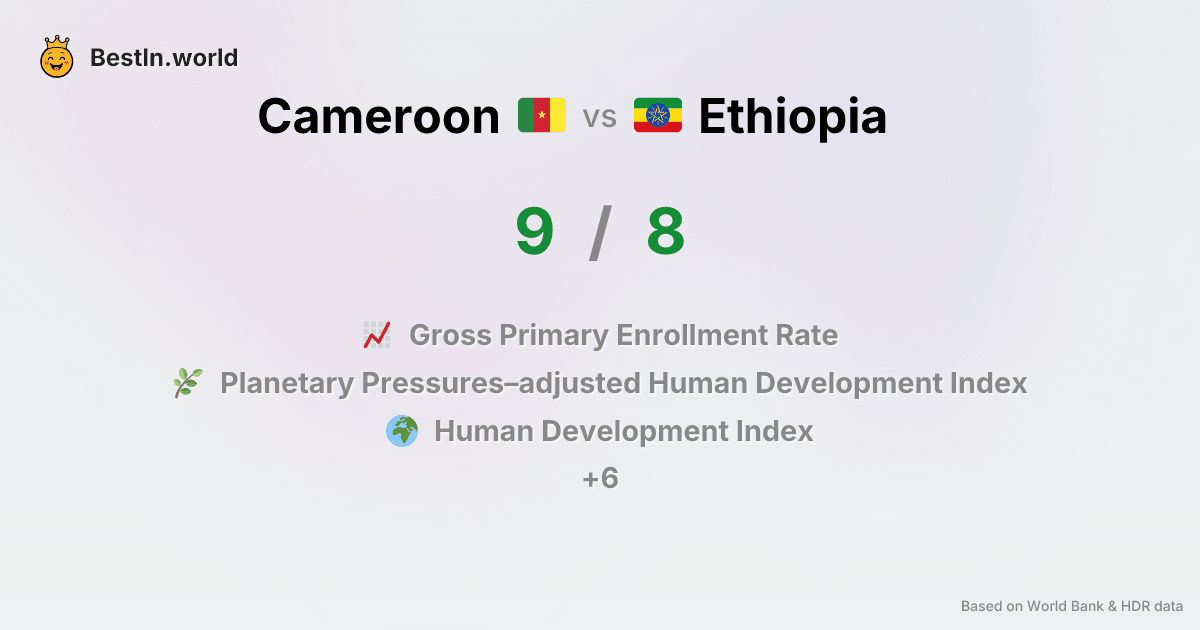 BestIn.world
Cameroon vs Ethiopia
9 / 8
Gross Primary Enrollment Rate
Planetary Pressures–adjusted Human Development Index
Human Development Index
+6
Based on World Bank & HDR data